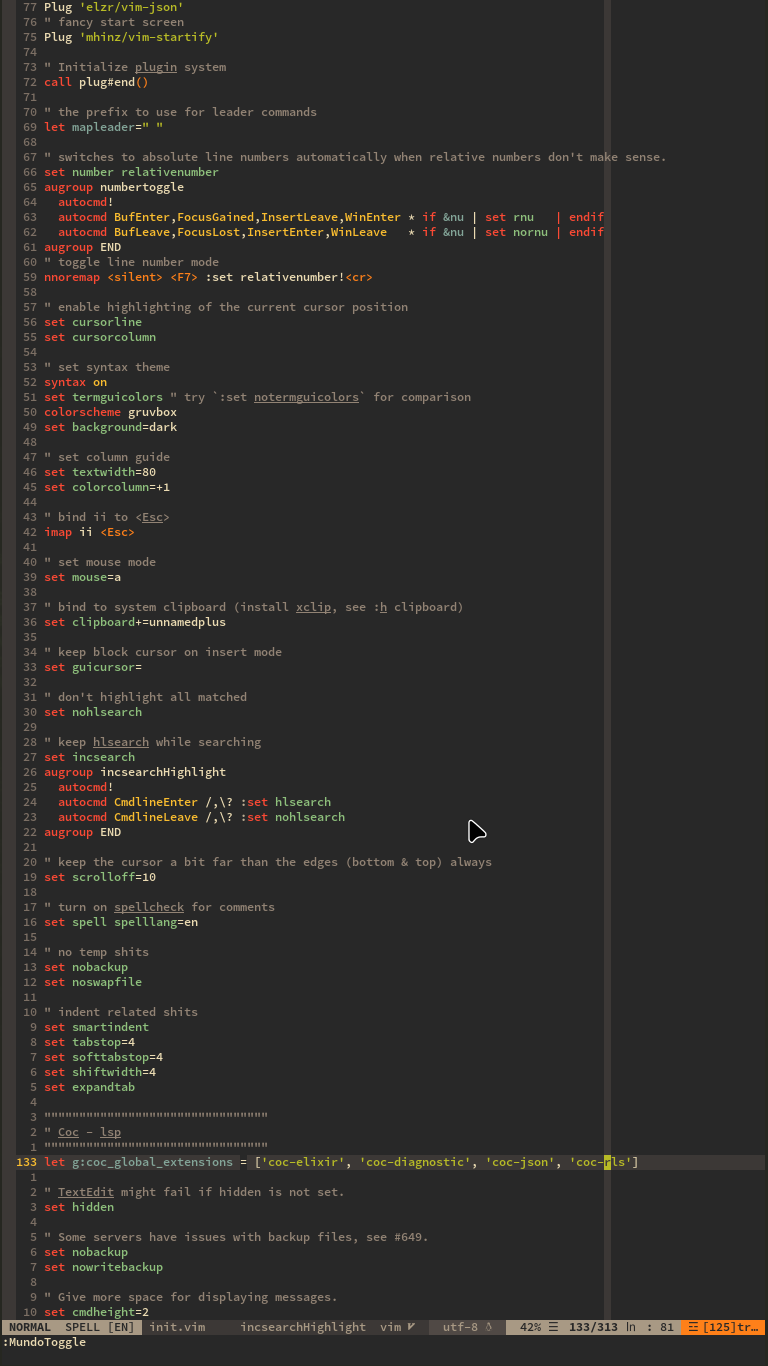 77 Plug 'elzr/vim-json'
76 " fancy start screen
75 Plug 'mhinz/vim-startify'
74
73 " Initialize plugin system
72 call plug#end()
71
70 " the prefix to use for leader commands
69 let mapleader=" "
68
67 " switches to absolute line numbers automatically when relative numbers don't make sense.
66 set number relativenumber
65 augroup numbertoggle
64   autocmd!
63   autocmd BufEnter,FocusGained,InsertLeave,WinEnter * if &nu | set rnu   | endif
62   autocmd BufLeave,FocusLost,InsertEnter,WinLeave   * if &nu | set nornu | endif
61 augroup END
60 " toggle line number mode
59 nnoremap <silent> <F7> :set relativenumber!<cr>
58
57 " enable highlighting of the current cursor position
56 set cursorline
55 set cursorcolumn
54
53 " set syntax theme
52 syntax on
51 set termguicolors " try `:set notermguicolors` for comparison
50 colorscheme gruvbox
49 set background=dark
48
47 " set column guide
46 set textwidth=80
45 set colorcolumn=+1
44
43 " bind ii to <Esc>
42 imap ii <Esc>
41
40 " set mouse mode
39 set mouse=a
38
37 " bind to system clipboard (install xclip, see :h clipboard)
36 set clipboard+=unnamedplus
35
34 " keep block cursor on insert mode
33 set guicursor=
32
31 " don't highlight all matched
30 set nohlsearch
29
28 " keep hlsearch while searching
27 set incsearch
26 augroup incsearchHighlight
25   autocmd!
24   autocmd CmdlineEnter /,\? :set hlsearch
23   autocmd CmdlineLeave /,\? :set nohlsearch
22 augroup END
21
20 " keep the cursor a bit far than the edges (bottom & top) always
19 set scrolloff=10
18
17 " turn on spellcheck for comments
16 set spell spelllang=en
15
14 " no temp shits
13 set nobackup
12 set noswapfile
11
10 " indent related shits
9 set smartindent
8 set tabstop=4
7 set softtabstop=4
6 set shiftwidth=4
5 set expandtab
4
3 """"""""""""""""""""""""""""""""
2 " Coc - lsp
1 """"""""""""""""""""""""""""""""
133 let g:coc_global_extensions = ['coc-elixir', 'coc-diagnostic', 'coc-json', 'coc-rls']
1
2 " TextEdit might fail if hidden is not set.
3 set hidden
4
5 " Some servers have issues with backup files, see #649.
6 set nobackup
7 set nowritebackup
8
9 " Give more space for displaying messages.
10 set cmdheight=2
NORMAL SPELL [EN] init.vim incsearchHighlight vim utf-8 42% ☰ 133/313 ln : 81 ☲ [125]tr…
:MundoToggle